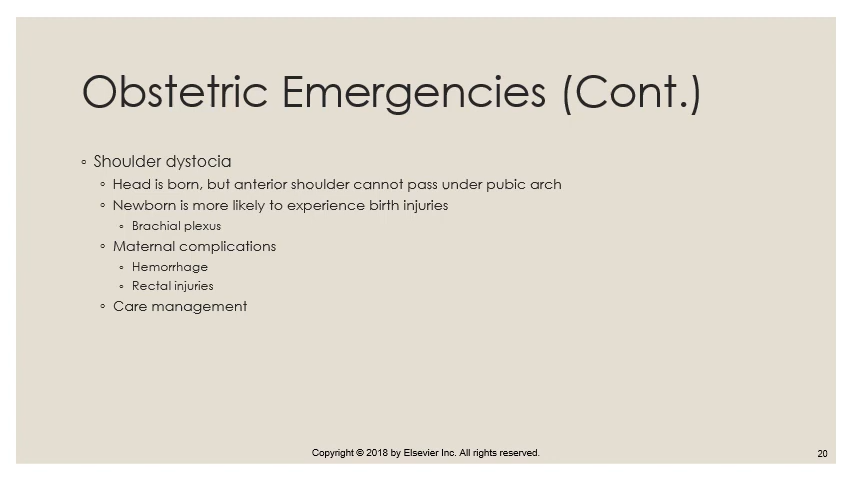 Obstetric Emergencies (Cont.)
◦ Shoulder dystocia
◦ Head is born, but anterior shoulder cannot pass under pubic arch
◦ Newborn is more likely to experience birth injuries
◦ Brachial plexus
◦ Maternal complications
◦ Hemorrhage
◦ Rectal injuries
◦ Care management
Copyright © 2018 by Elsevier Inc. All rights reserved.
20